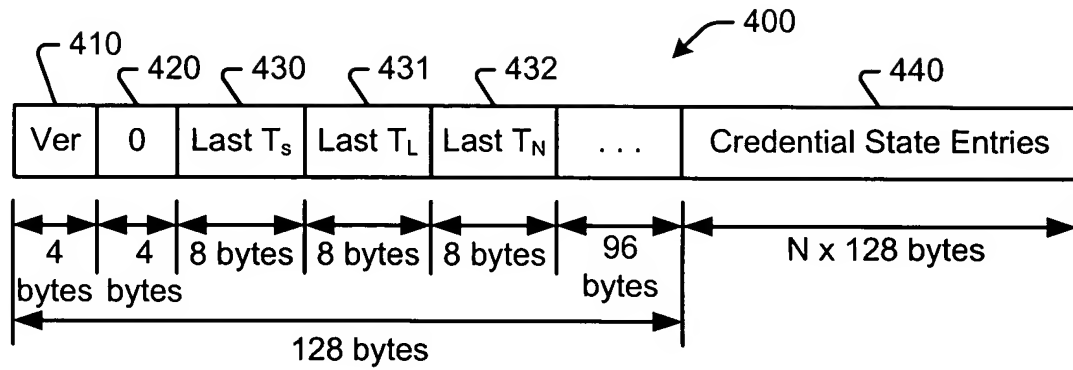 400
410 420 430 431 432 440
Ver 0 Last Ts Last TL Last TN . . . Credential State Entries
4 bytes 4 bytes 8 bytes 8 bytes 8 bytes 96 bytes N x 128 bytes
128 bytes